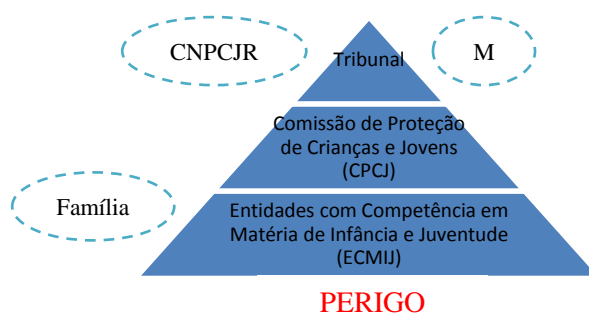 CNPCJR
Tribunal
M
Comissão de Proteção
de Crianças e Jovens
(CPCJ)
Família
Entidades com Competência em
Matéria de Infância e Juventude
(ECMIJ)
PERIGO